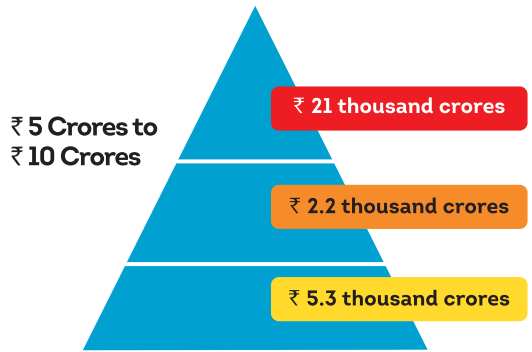 ₹ 21 thousand crores
₹ 5 Crores to
₹ 10 Crores
₹ 2.2 thousand crores
₹ 5.3 thousand crores